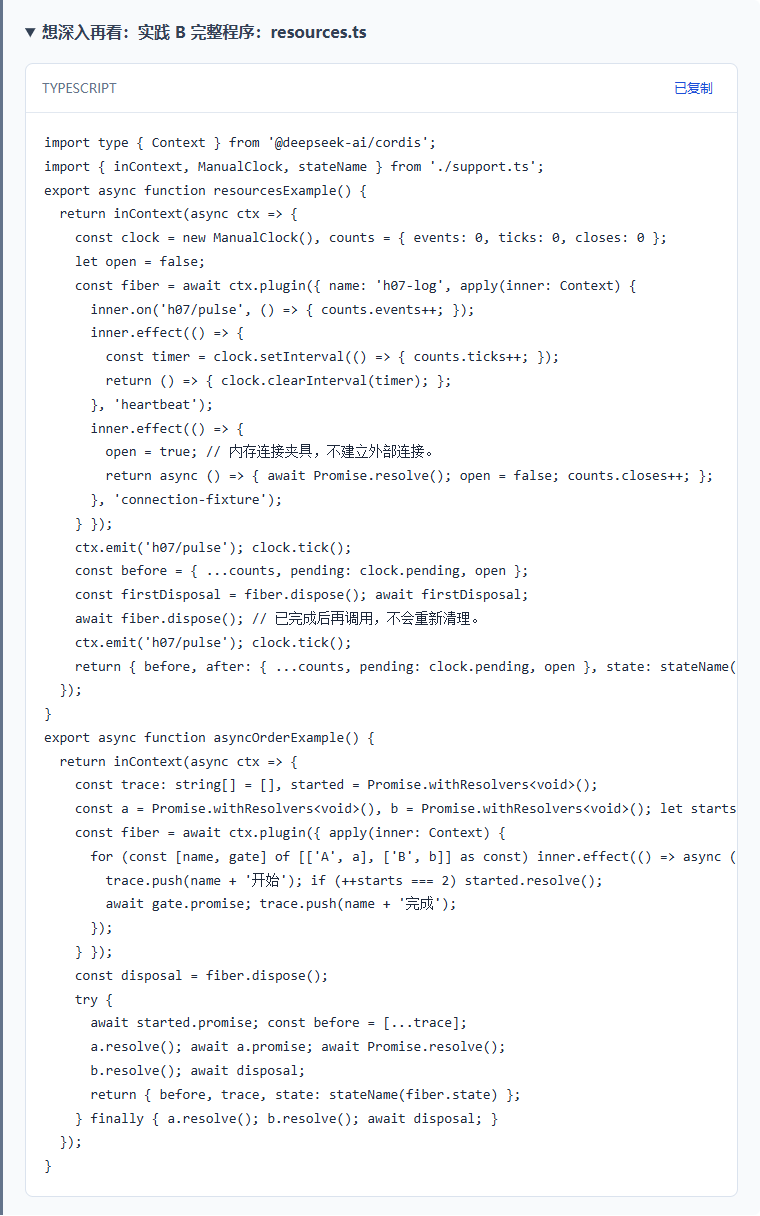 ▼ 想深入再看：实践 B 完整程序：resources.ts
TYPESCRIPT
已复制
import type { Context } from '@deepseek-ai/cordis';
import { inContext, ManualClock, stateName } from './support.ts';
export async function resourcesExample() {
  return inContext(async ctx => {
    const clock = new ManualClock(), counts = { events: 0, ticks: 0, closes: 0 };
    let open = false;
    const fiber = await ctx.plugin({ name: 'h07-log', apply(inner: Context) {
      inner.on('h07/pulse', () => { counts.events++; });
      inner.effect(() => {
        const timer = clock.setInterval(() => { counts.ticks++; });
        return () => { clock.clearInterval(timer); };
      }, 'heartbeat');
      inner.effect(() => {
        open = true; // 内存连接夹具，不建立外部连接。
        return async () => { await Promise.resolve(); open = false; counts.closes++; };
      }, 'connection-fixture');
    } });
    ctx.emit('h07/pulse'); clock.tick();
    const before = { ...counts, pending: clock.pending, open };
    const firstDisposal = fiber.dispose(); await firstDisposal;
    await fiber.dispose(); // 已完成后再调用，不会重新清理。
    ctx.emit('h07/pulse'); clock.tick();
    return { before, after: { ...counts, pending: clock.pending, open }, state: stateName(
  });
}
export async function asyncOrderExample() {
  return inContext(async ctx => {
    const trace: string[] = [], started = Promise.withResolvers<void>();
    const a = Promise.withResolvers<void>(), b = Promise.withResolvers<void>(); let starts
    const fiber = await ctx.plugin({ apply(inner: Context) {
      for (const [name, gate] of [['A', a], ['B', b]] as const) inner.effect(() => async (
        trace.push(name + '开始'); if (++starts === 2) started.resolve();
        await gate.promise; trace.push(name + '完成');
      });
    } });
    const disposal = fiber.dispose();
    try {
      await started.promise; const before = [...trace];
      a.resolve(); await a.promise; await Promise.resolve();
      b.resolve(); await disposal;
      return { before, trace, state: stateName(fiber.state) };
    } finally { a.resolve(); b.resolve(); await disposal; }
  });
}